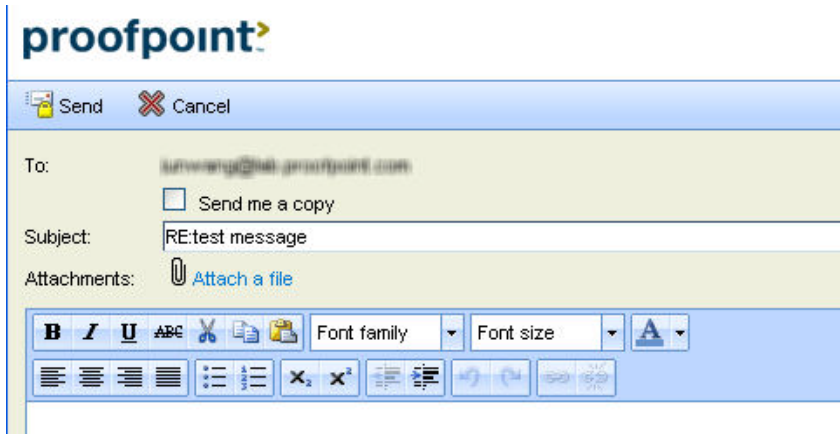 proofpoint
Send Cancel
To:
Send me a copy
Subject: RE:test message
Attachments: Attach a file
B I U ABC Font family Font size A